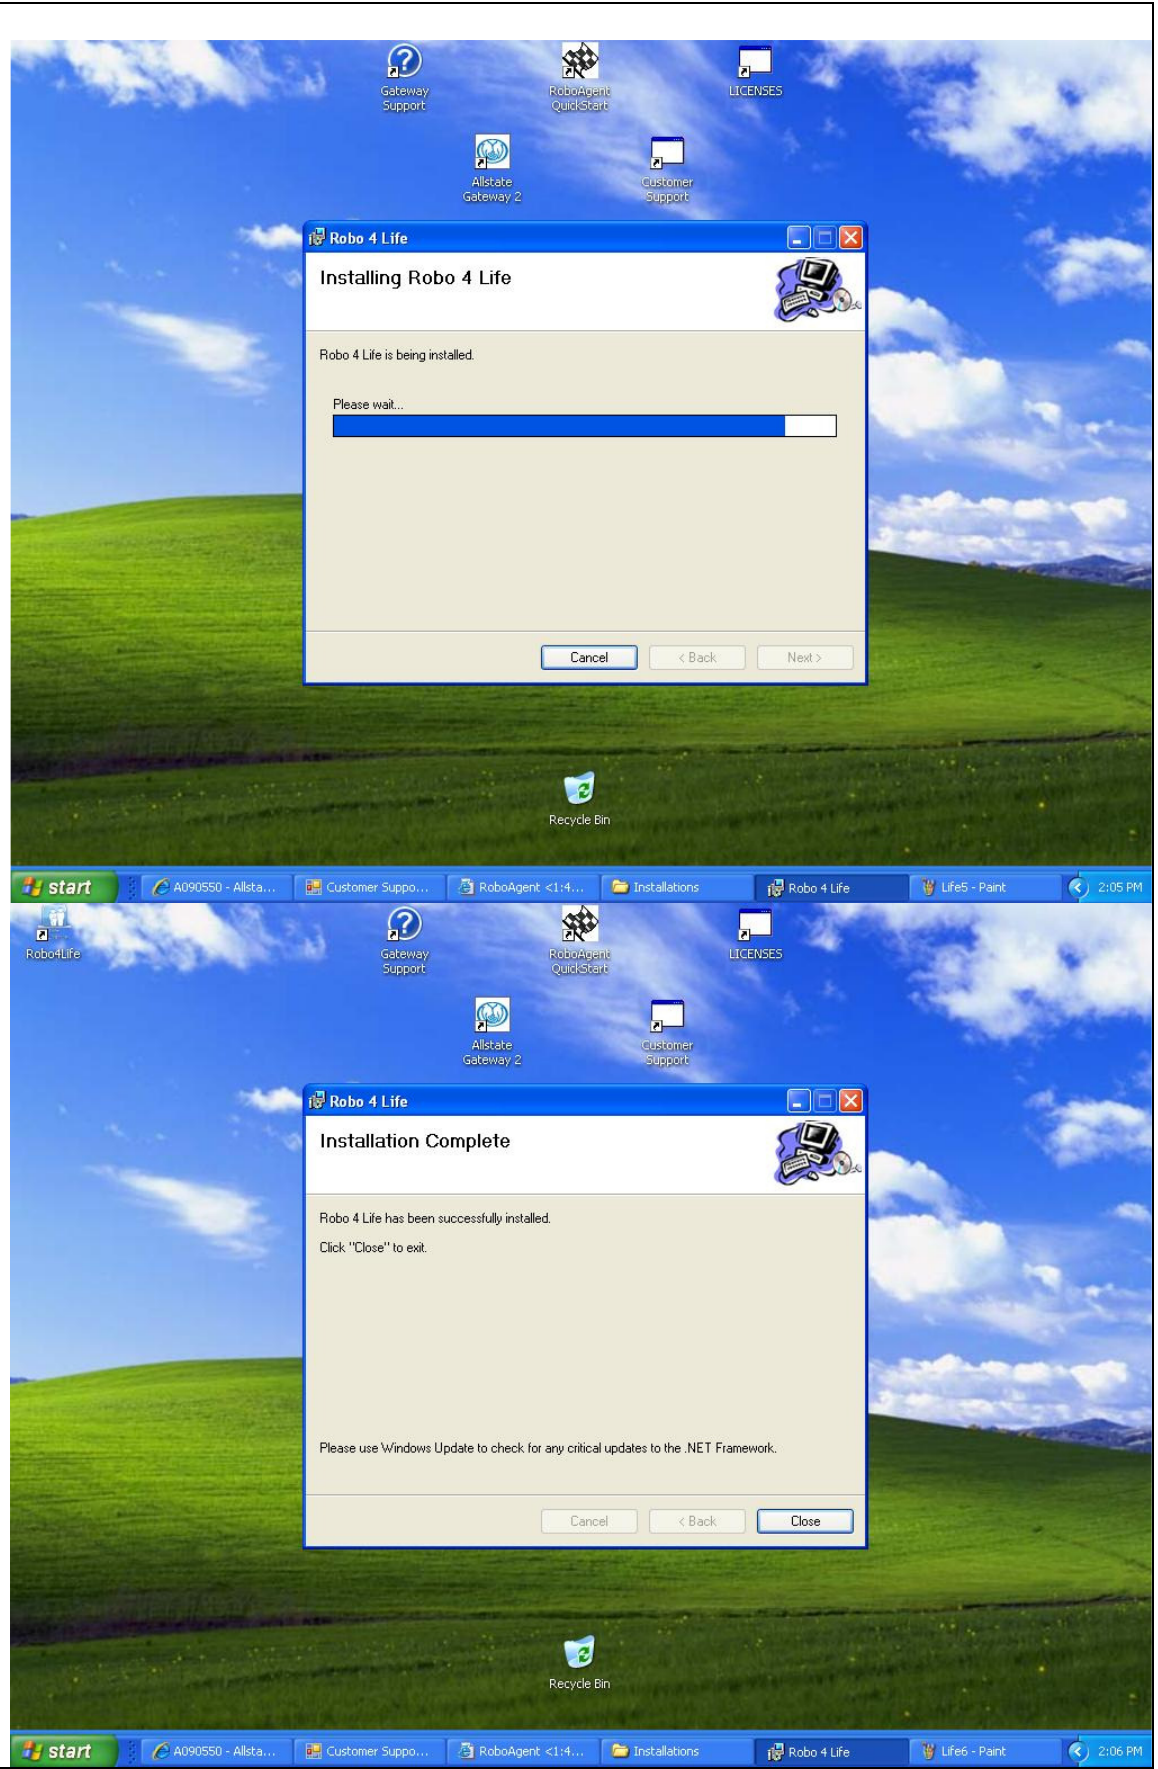 Gateway
Support
RoboAgent
QuickStart
LICENSES
Allstate
Gateway 2
Customer
Support
Robo 4 Life
Installing Robo 4 Life
Robo 4 Life is being installed.
Please wait...
Cancel
< Back
Next >
Recycle Bin
start
A090550 - Allsta...
Customer Suppo...
RoboAgent <1:4...
Installations
Robo 4 Life
Life5 - Paint
2:05 PM
Robo4Life
Gateway
Support
RoboAgent
QuickStart
LICENSES
Allstate
Gateway 2
Customer
Support
Robo 4 Life
Installation Complete
Robo 4 Life has been successfully installed.
Click "Close" to exit.
Please use Windows Update to check for any critical updates to the .NET Framework.
Cancel
< Back
Close
Recycle Bin
start
A090550 - Allsta...
Customer Suppo...
RoboAgent <1:4...
Installations
Robo 4 Life
Life6 - Paint
2:06 PM